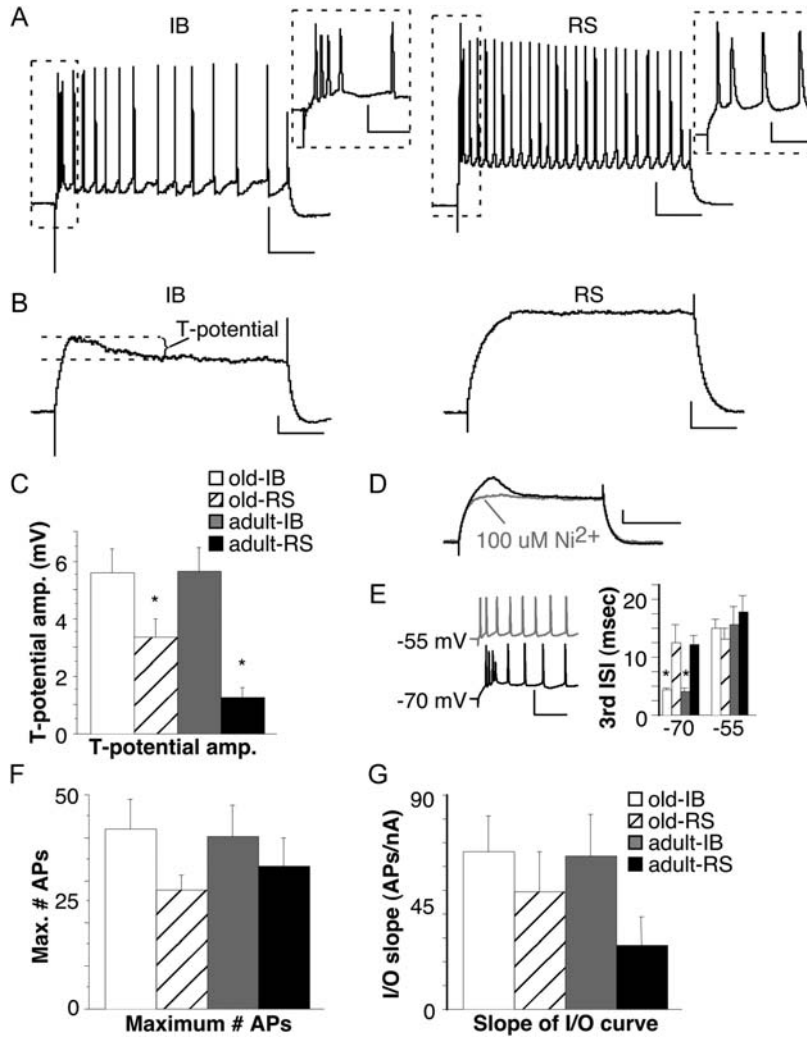 A
IB
RS
B
IB
RS
T-potential
C
old-IB
old-RS
adult-IB
adult-RS
T-potential amp. (mV)
6
4
2
0
*
*
T-potential amp.
D
100 uM Ni2+
E
-55 mV
-70 mV
3rd ISI (msec)
20
10
0
*
*
-70
-55
F
Max. # APs
50
25
0
Maximum # APs
G
old-IB
old-RS
adult-IB
adult-RS
I/O slope (APs/nA)
90
45
0
Slope of I/O curve